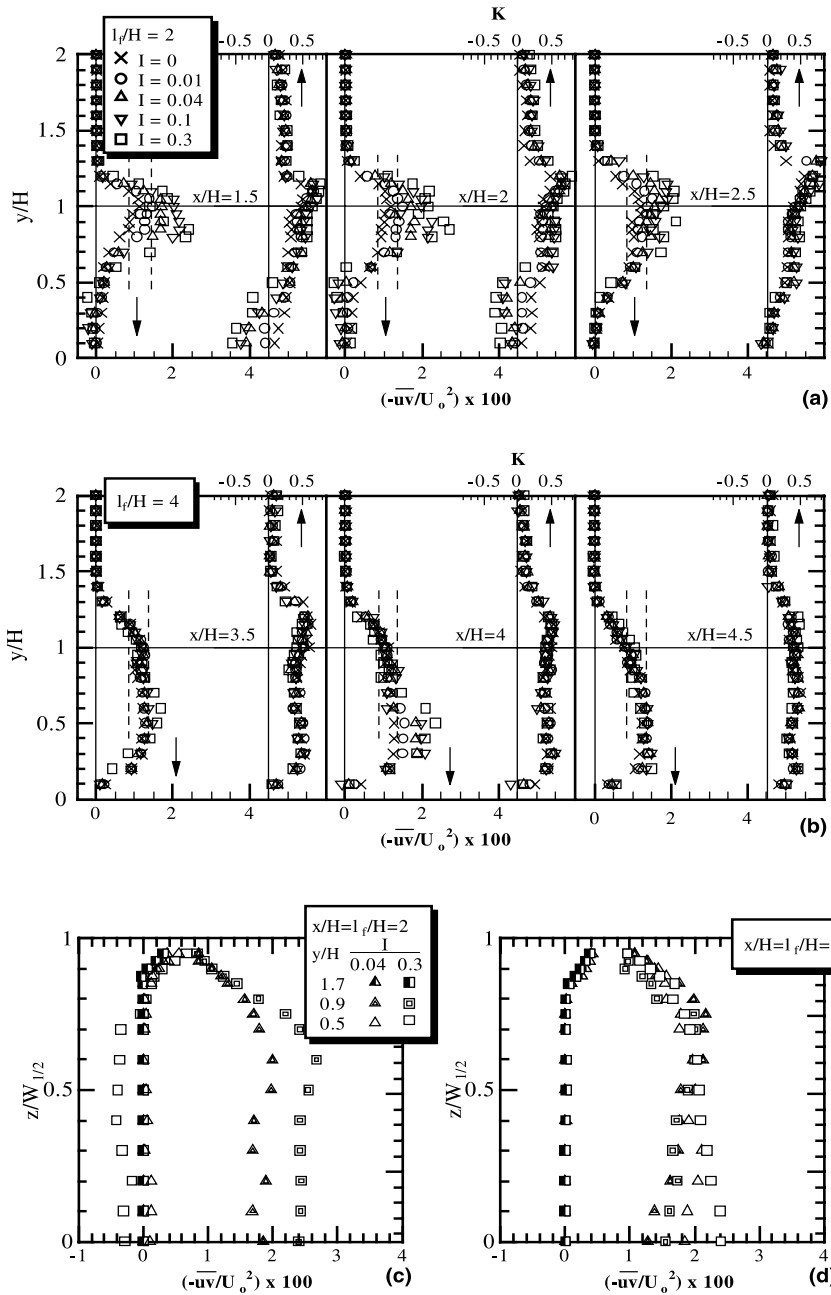 K
-0.5 0 0.5 -0.5 0 0.5 -0.5 0 0.5
l_f/H = 2
I = 0
I = 0.01
I = 0.04
I = 0.1
I = 0.3
2
1.5
1
0.5
0
y/H
x/H=1.5
x/H=2
x/H=2.5
0 2 4 0 2 4 0 2 4
(-uv/U_o^2) x 100
(a)
K
-0.5 0 0.5 -0.5 0 0.5 -0.5 0 0.5
l_f/H = 4
2
1.5
1
0.5
0
y/H
x/H=3.5
x/H=4
x/H=4.5
0 2 4 0 2 4 0 2 4
(-uv/U_o^2) x 100
(b)
x/H=l_f/H=2
y/H I
0.04 0.3
1.7
0.9
0.5
1
0.5
0
z/W_1/2
-1 0 1 2 3 4
(-uv/U_o^2) x 100
(c)
x/H=l_f/H=
1
0.5
0
z/W_1/2
-1 0 1 2 3 4
(-uv/U_o^2) x 100
(d)